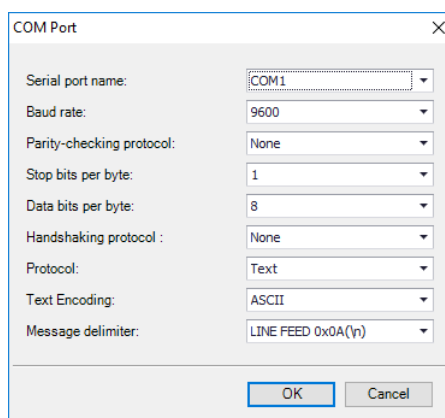 COM Port
Serial port name: COM1
Baud rate: 9600
Parity-checking protocol: None
Stop bits per byte: 1
Data bits per byte: 8
Handshaking protocol : None
Protocol: Text
Text Encoding: ASCII
Message delimiter: LINE FEED 0x0A(\n)
OK Cancel